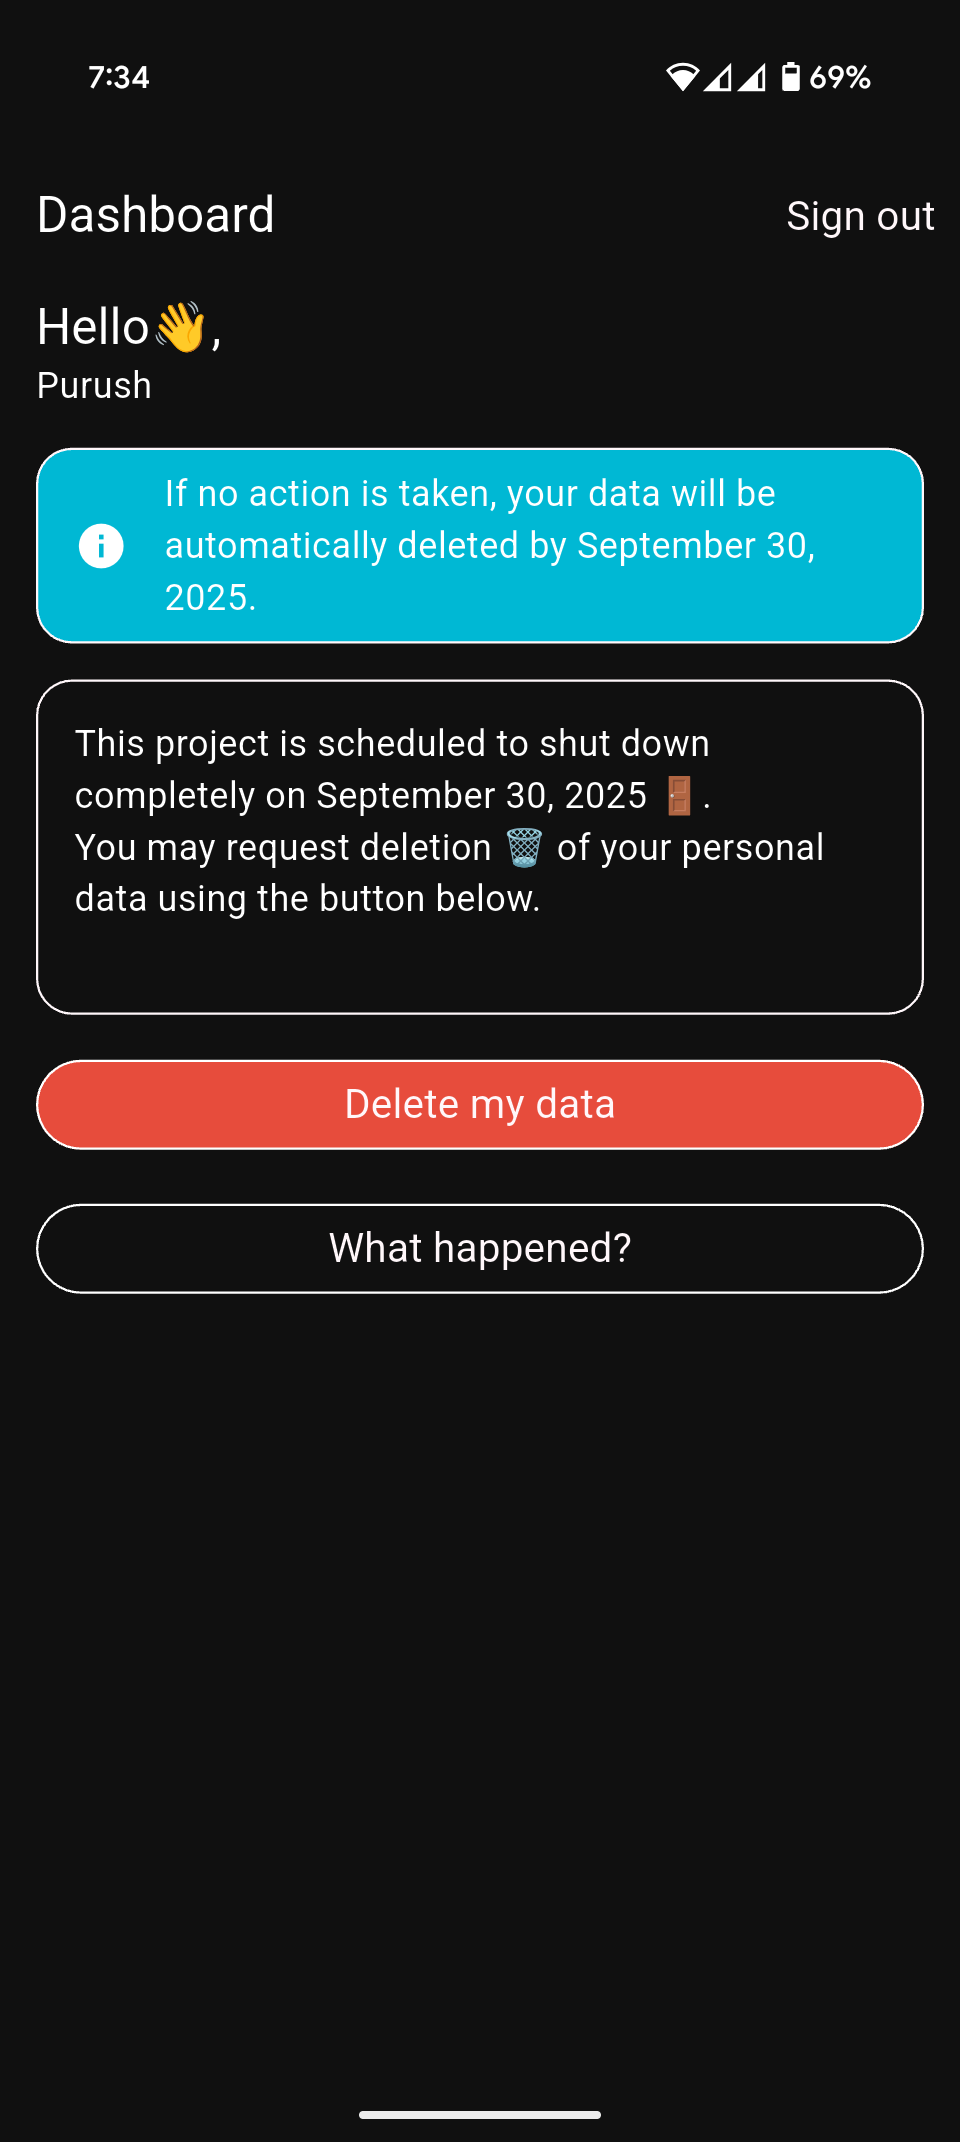 7:34
69%
Dashboard
Sign out
Hello👋,
Purush
If no action is taken, your data will be
automatically deleted by September 30,
2025.
This project is scheduled to shut down
completely on September 30, 2025 🚪.
You may request deletion 🗑️ of your personal
data using the button below.
Delete my data
What happened?